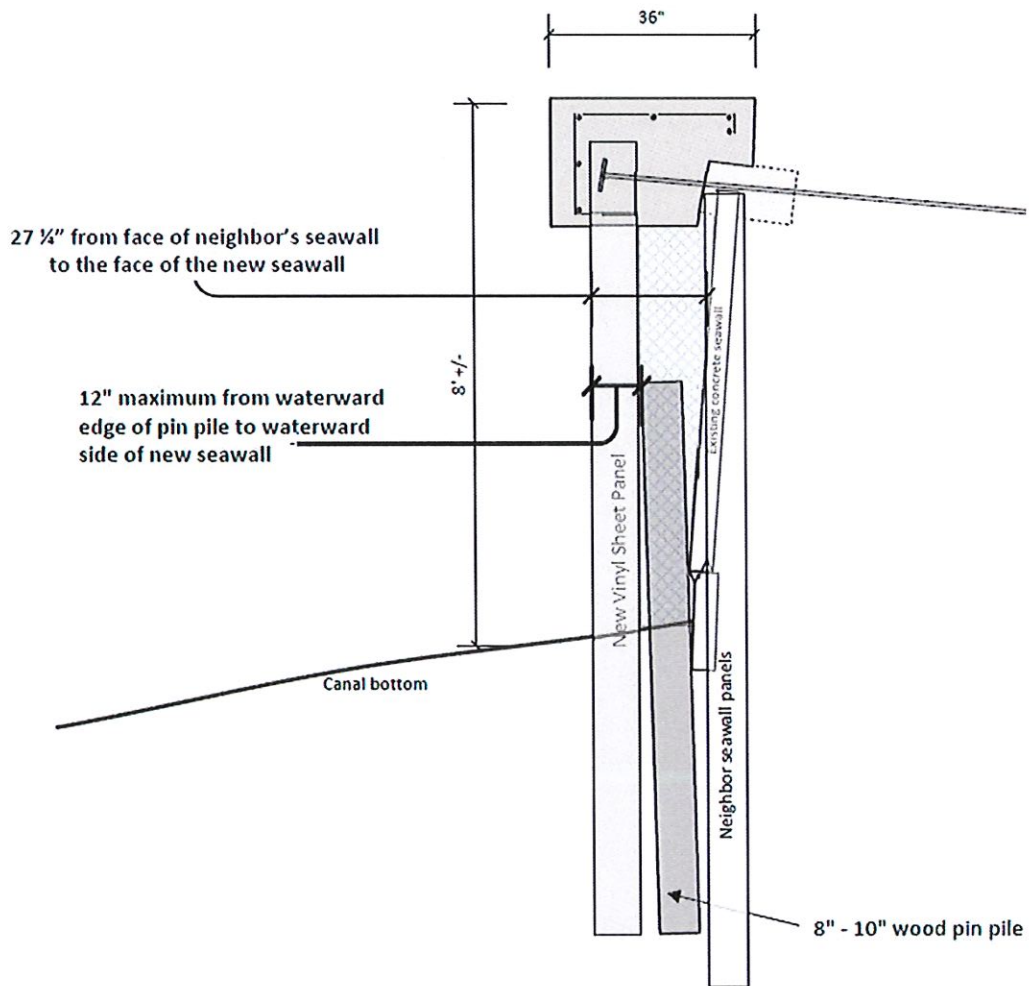 36"
27 ¼" from face of neighbor's seawall
to the face of the new seawall
8' +/-
12" maximum from waterward
edge of pin pile to waterward
side of new seawall
Existing concrete seawall
New Vinyl Sheet Panel
Canal bottom
Neighbor seawall panels
8" - 10" wood pin pile